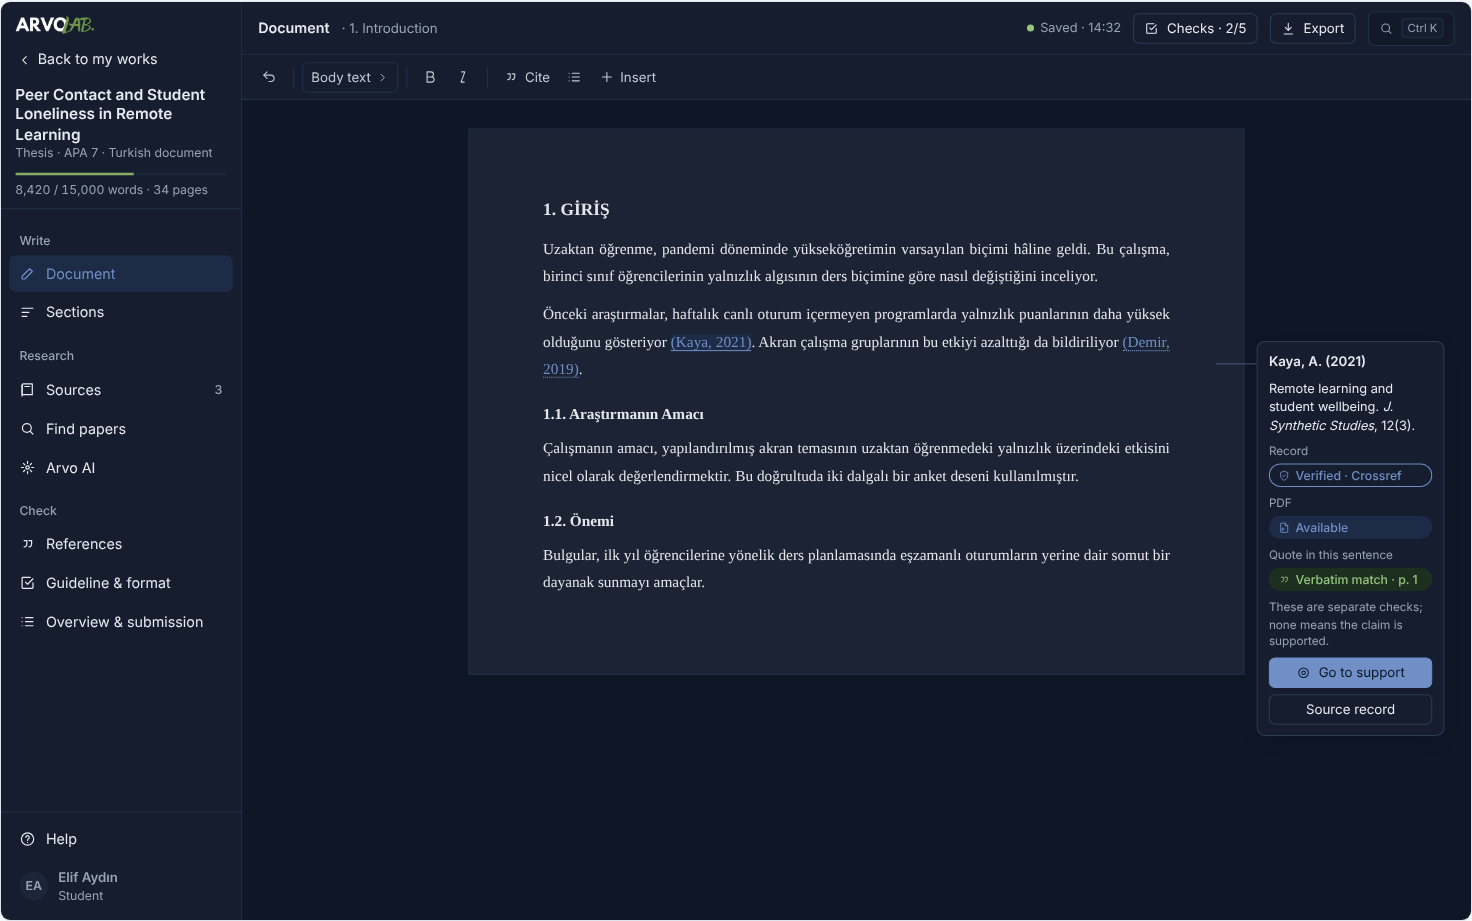 ARVOLAB.
Back to my works
Peer Contact and Student
Loneliness in Remote
Learning
Thesis · APA 7 · Turkish document
8,420 / 15,000 words · 34 pages
Write
Document
Sections
Research
Sources 3
Find papers
Arvo AI
Check
References
Guideline & format
Overview & submission
Help
EA
Elif Aydın
Student
Document · 1. Introduction
Saved · 14:32
Checks · 2/5
Export
Ctrl K
Body text
B I
Cite
Insert
1. GİRİŞ
Uzaktan öğrenme, pandemi döneminde yükseköğretimin varsayılan biçimi hâline geldi. Bu çalışma,
birinci sınıf öğrencilerinin yalnızlık algısının ders biçimine göre nasıl değiştiğini inceliyor.
Önceki araştırmalar, haftalık canlı oturum içermeyen programlarda yalnızlık puanlarının daha yüksek
olduğunu gösteriyor (Kaya, 2021). Akran çalışma gruplarının bu etkiyi azalttığı da bildiriliyor (Demir,
2019).
1.1. Araştırmanın Amacı
Çalışmanın amacı, yapılandırılmış akran temasının uzaktan öğrenmedeki yalnızlık üzerindeki etkisini
nicel olarak değerlendirmektir. Bu doğrultuda iki dalgalı bir anket deseni kullanılmıştır.
1.2. Önemi
Bulgular, ilk yıl öğrencilerine yönelik ders planlamasında eşzamanlı oturumların yerine dair somut bir
dayanak sunmayı amaçlar.
Kaya, A. (2021)
Remote learning and
student wellbeing. J.
Synthetic Studies, 12(3).
Record
Verified · Crossref
PDF
Available
Quote in this sentence
Verbatim match · p. 1
These are separate checks;
none means the claim is
supported.
Go to support
Source record